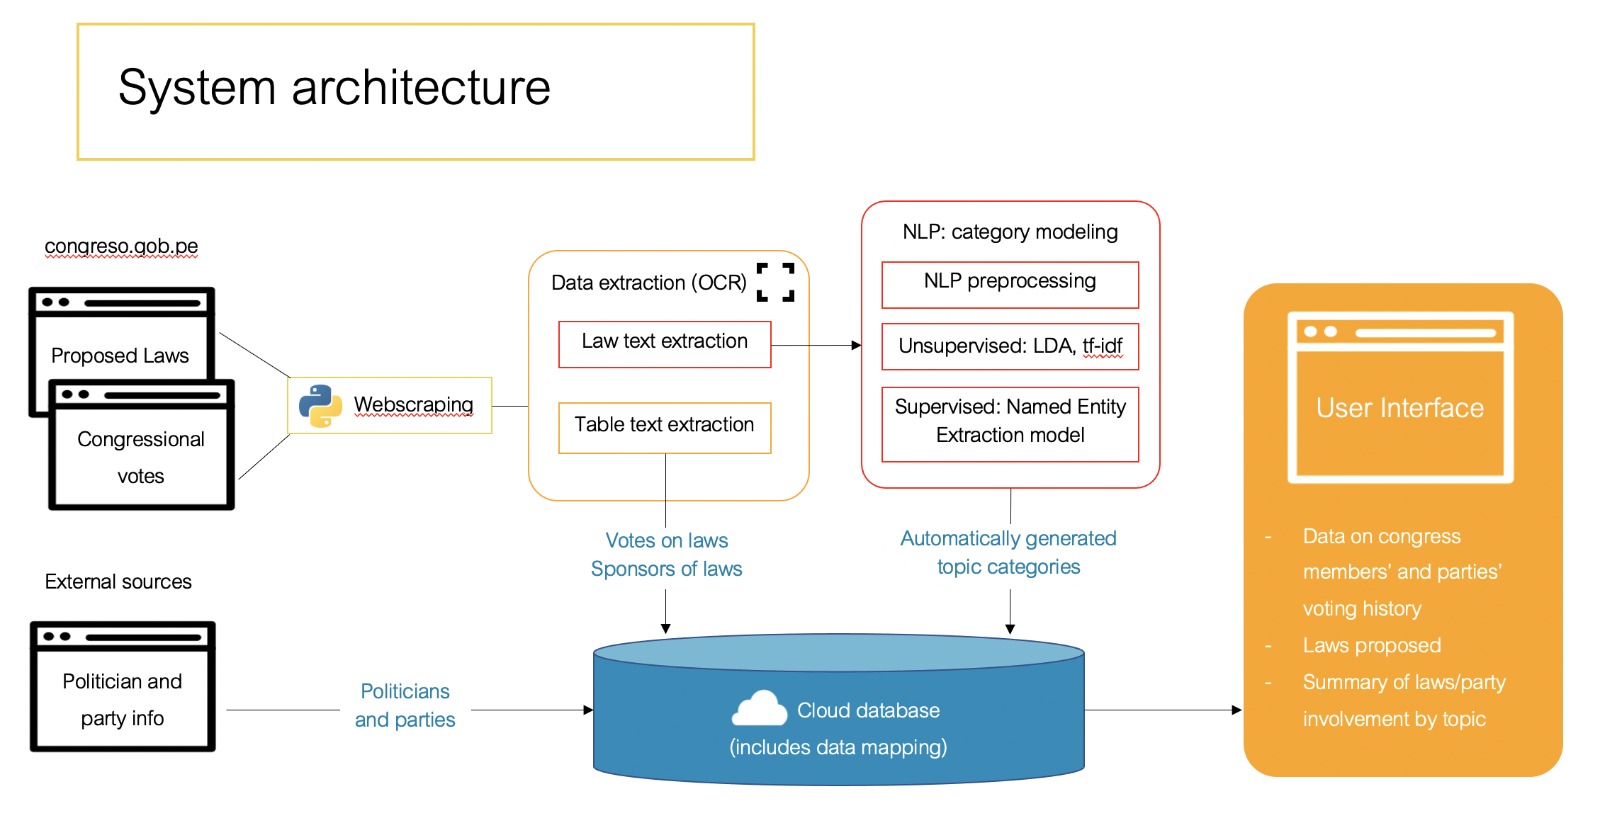 System architecture
congreso.gob.pe
Proposed Laws
Congressional
votes
Webscraping
Data extraction (OCR)
Law text extraction
Table text extraction
NLP: category modeling
NLP preprocessing
Unsupervised: LDA, tf-idf
Supervised: Named Entity
Extraction model
Votes on laws
Sponsors of laws
Automatically generated
topic categories
External sources
Politician and
party info
Politicians
and parties
Cloud database
(includes data mapping)
User Interface
- Data on congress
members’ and parties’
voting history
- Laws proposed
- Summary of laws/party
involvement by topic